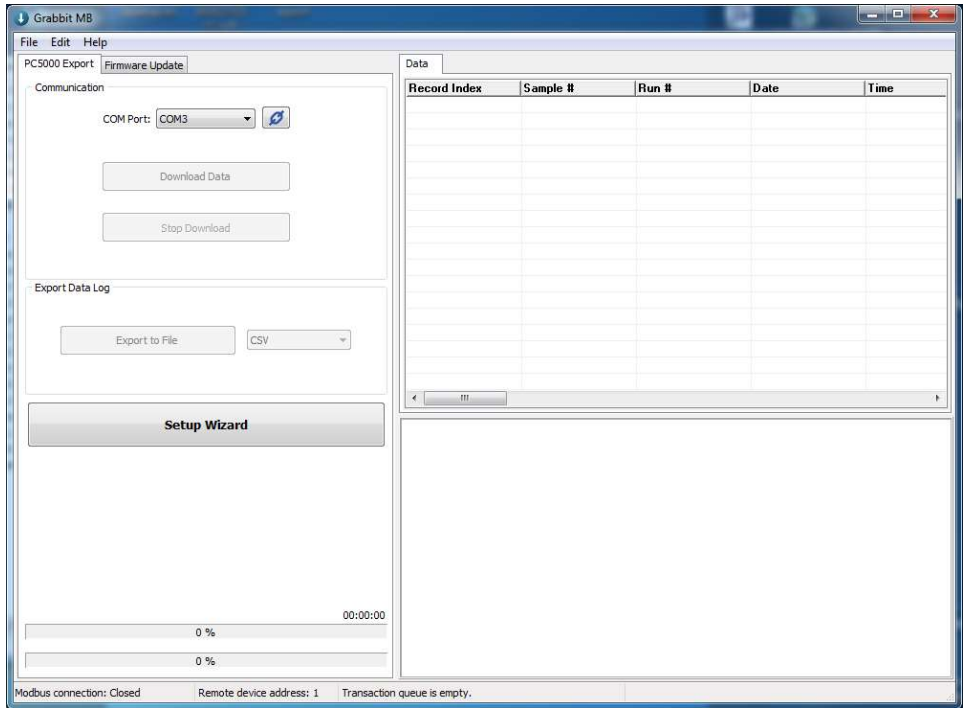 Grabbit MB
File Edit Help
PC5000 Export Firmware Update
Communication
COM Port: COM3
Download Data
Stop Download
Export Data Log
Export to File CSV
Setup Wizard
00:00:00
0 %
0 %
Data
Record Index Sample # Run # Date Time
Modbus connection: Closed Remote device address: 1 Transaction queue is empty.